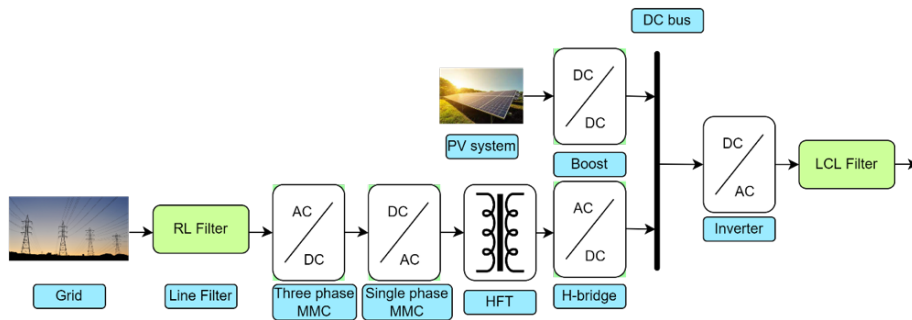 DC bus
DC
DC
PV system
Boost
DC
AC
Inverter
LCL Filter
RL Filter
AC
DC
DC
AC
AC
DC
Grid
Line Filter
Three phase
MMC
Single phase
MMC
HFT
H-bridge